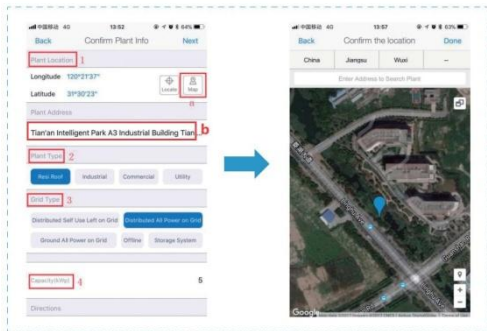 中国移动 4G 13:52 64%
Back Confirm Plant Info Next
Plant Location 1
Longitude 120°21'37"
Latitude 31°30'23"
Locate Map
a
Plant Address
Tian'an Intelligent Park A3 Industrial Building Tian... b
Plant Type 2
Resi Roof Industrial Commercial Utility
Grid Type 3
Distributed Self Use Left on Grid Distributed All Power on Grid
Ground All Power on Grid Offline Storage System
Capacity(kWp) 4 5
Directions
中国移动 4G 13:57 63%
Back Confirm the location Done
China Jiangsu Wuxi --
Enter Address to Search Plant
+
-
Google